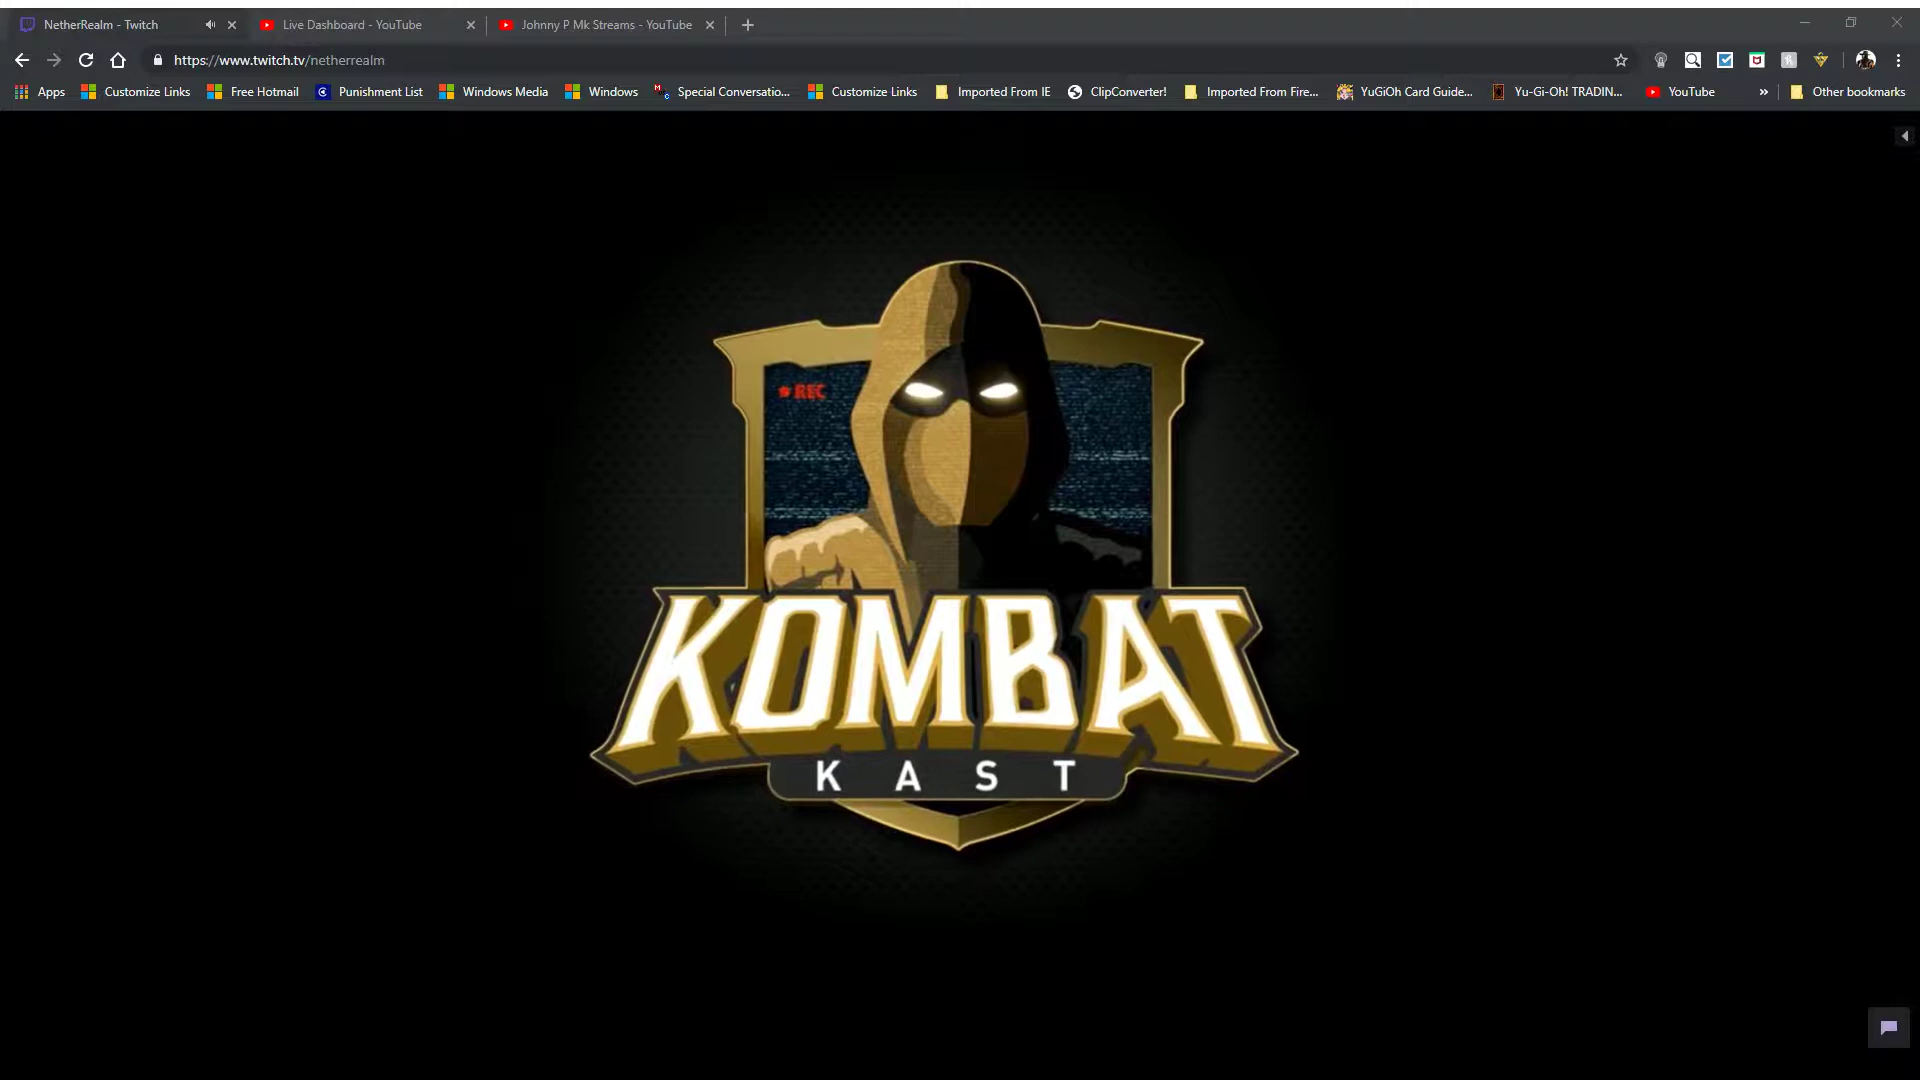 NetherRealm - Twitch
Live Dashboard - YouTube
Johnny P Mk Streams - YouTube
https://www.twitch.tv/netherrealm
Apps
Customize Links
Free Hotmail
Punishment List
Windows Media
Windows
Special Conversatio...
Customize Links
Imported From IE
ClipConverter!
Imported From Fire...
YuGiOh Card Guide...
Yu-Gi-Oh! TRADIN...
YouTube
»
Other bookmarks
REC
KOMBAT
KAST